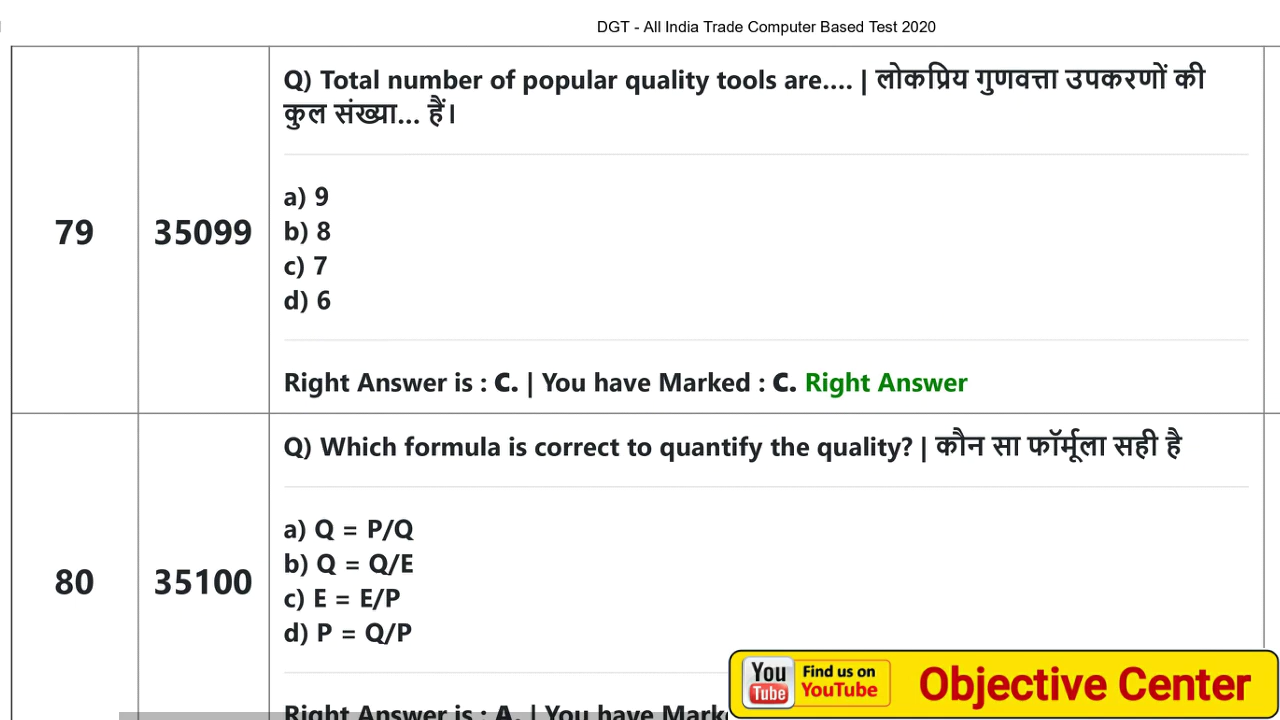 DGT - All India Trade Computer Based Test 2020
Q) Total number of popular quality tools are.... | लोकप्रिय गुणवत्ता उपकरणों की
कुल संख्या... हैं।
a) 9
b) 8
79 35099
c) 7
d) 6
Right Answer is : C. | You have Marked : C. Right Answer
Q) Which formula is correct to quantify the quality? | कौन सा फॉर्मूला सही है
a) Q = P/Q
b) Q = Q/E
80 35100
c) E = E/P
d) P = Q/P
You Tube Find us on YouTube Objective Center
Right Answer is : A. | You have Marke